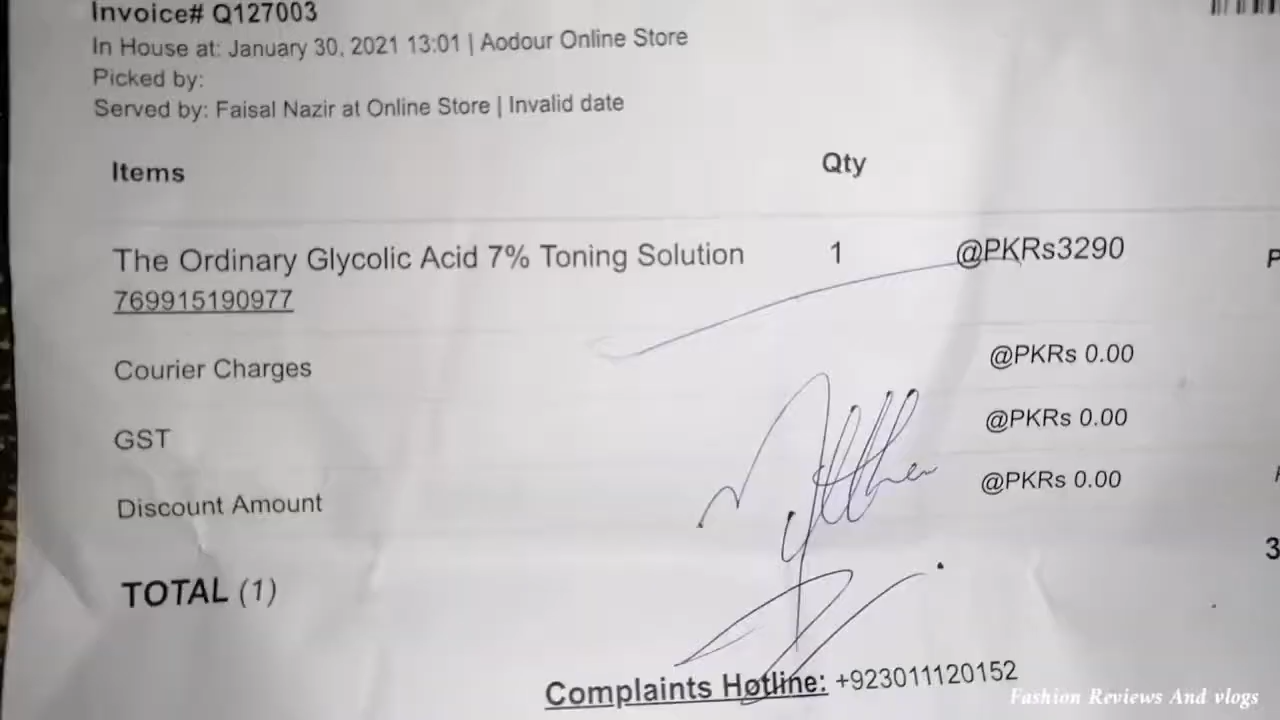 Invoice# Q127003
In House at: January 30, 2021 13:01 | Aodour Online Store
Picked by:
Served by: Faisal Nazir at Online Store | Invalid date
Items Qty
The Ordinary Glycolic Acid 7% Toning Solution 1 @PKRs3290 P
769915190977
Courier Charges @PKRs 0.00
GST @PKRs 0.00
Discount Amount @PKRs 0.00
TOTAL (1) 3
Complaints Hotline: +923011120152
Fashion Reviews And vlogs